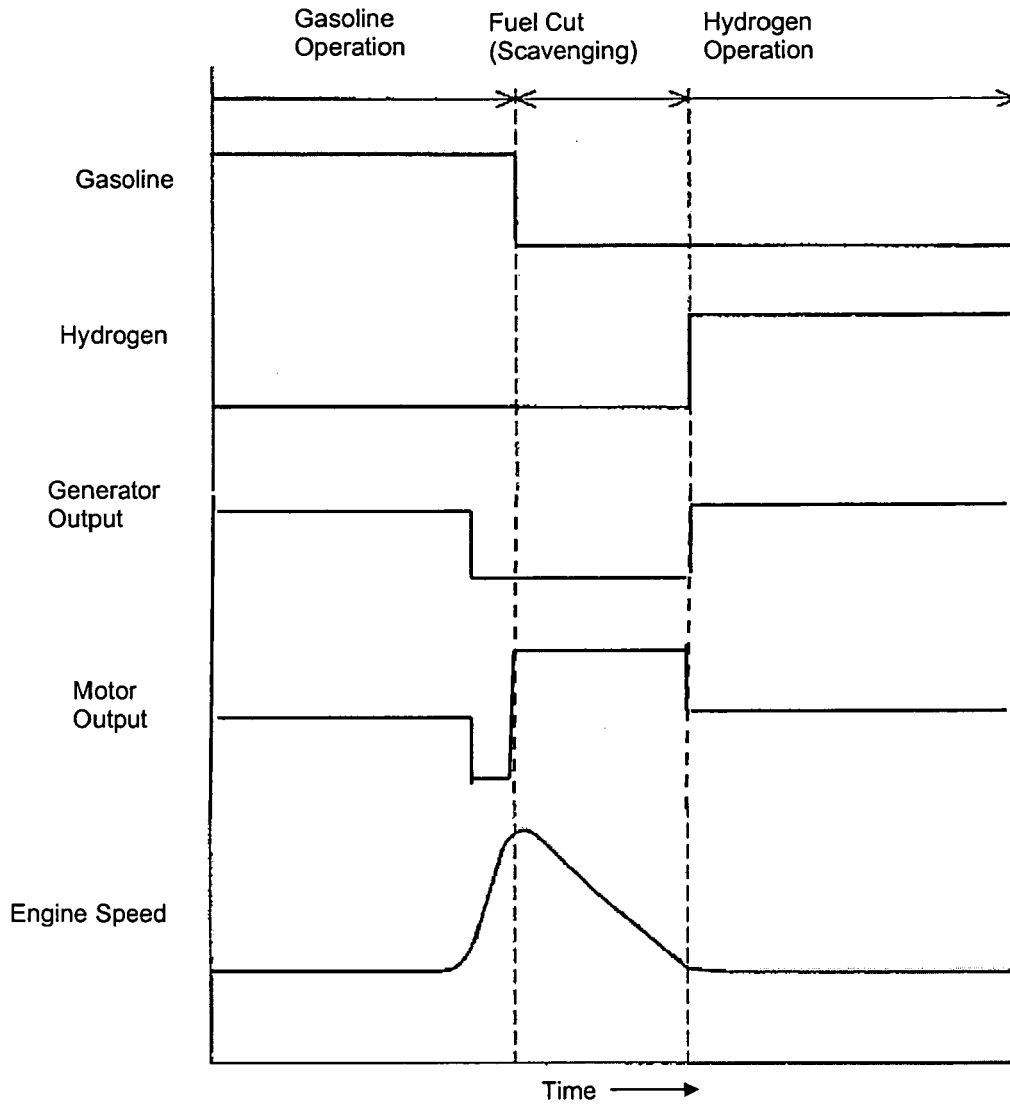 Gasoline
Operation
Fuel Cut
(Scavenging)
Hydrogen
Operation
Gasoline
Hydrogen
Generator
Output
Motor
Output
Engine Speed
Time